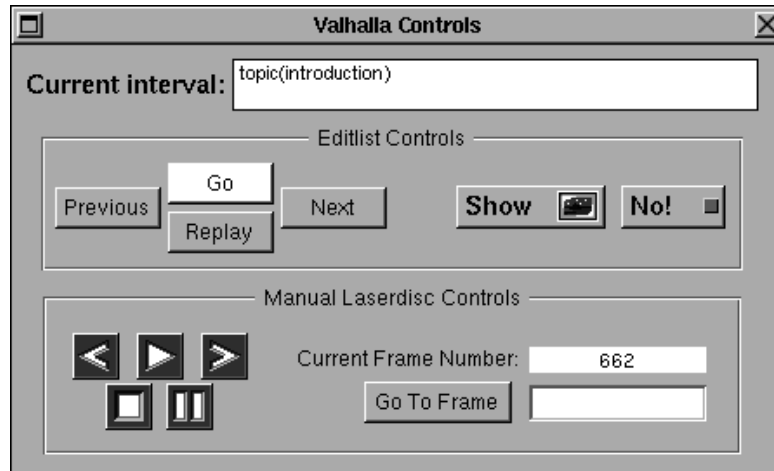 Valhalla Controls
Current interval: topic(introduction)
Editlist Controls
Previous
Go
Replay
Next
Show
No!
Manual Laserdisc Controls
Current Frame Number: 662
Go To Frame